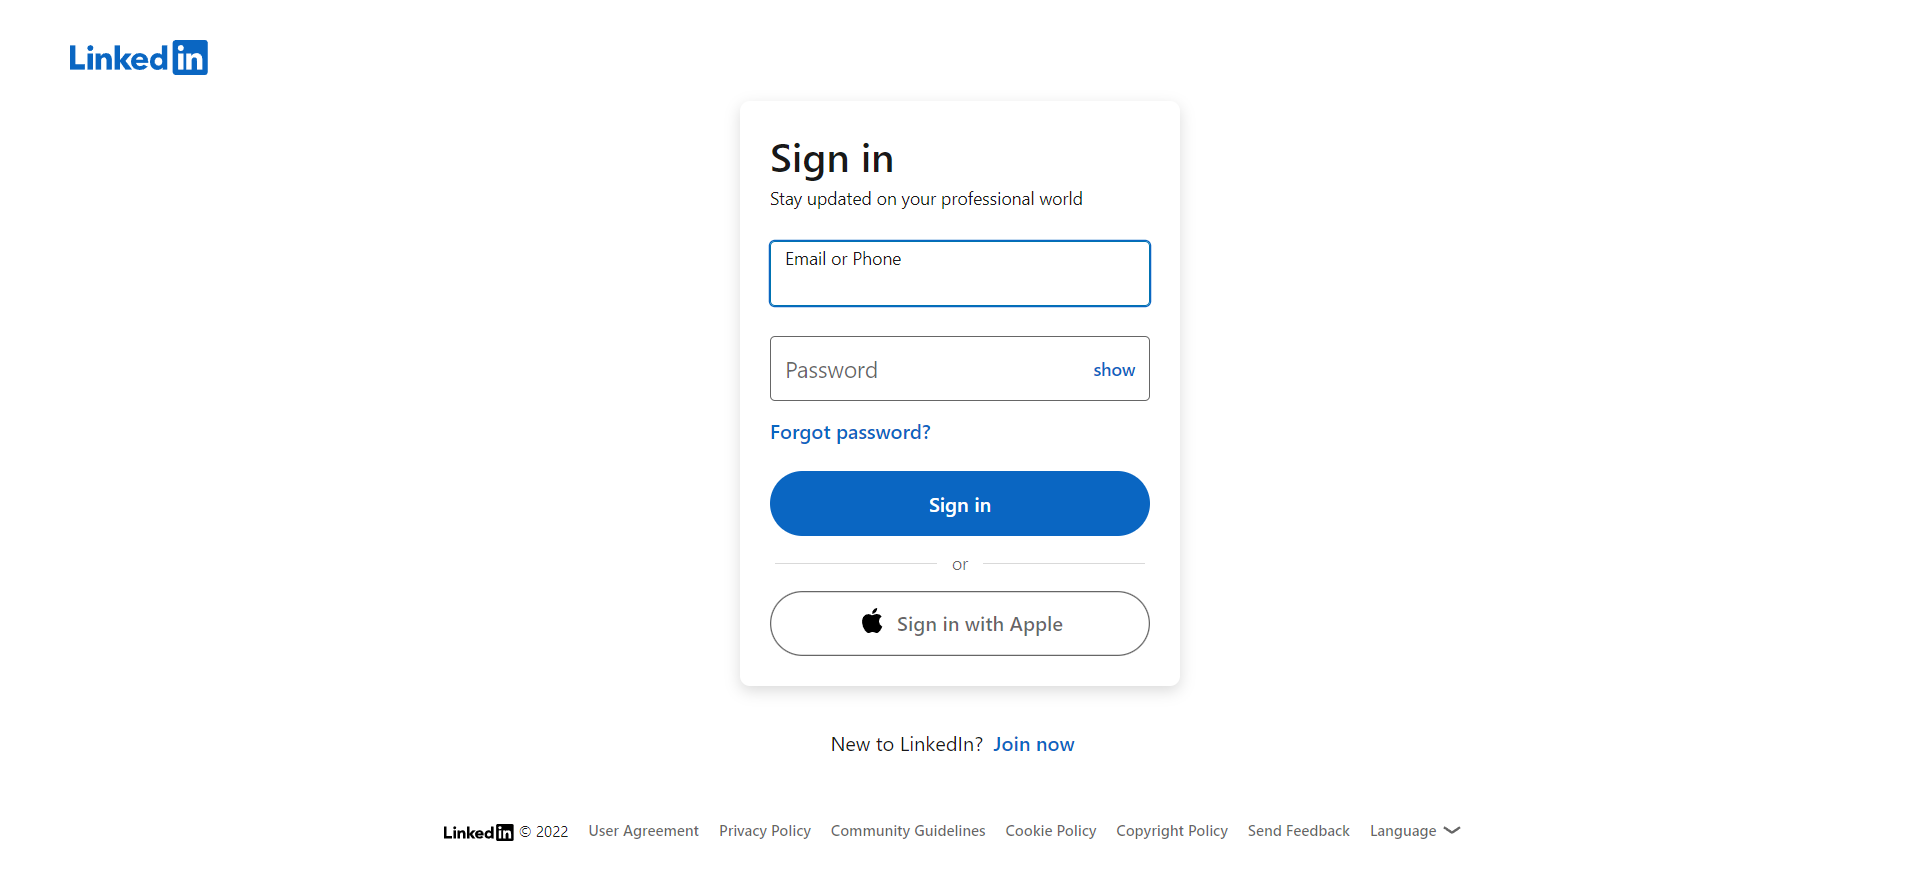 LinkedIn
Sign in
Stay updated on your professional world
Email or Phone
Password show
Forgot password?
Sign in
or
Sign in with Apple
New to LinkedIn? Join now
LinkedIn © 2022 User Agreement Privacy Policy Community Guidelines Cookie Policy Copyright Policy Send Feedback Language